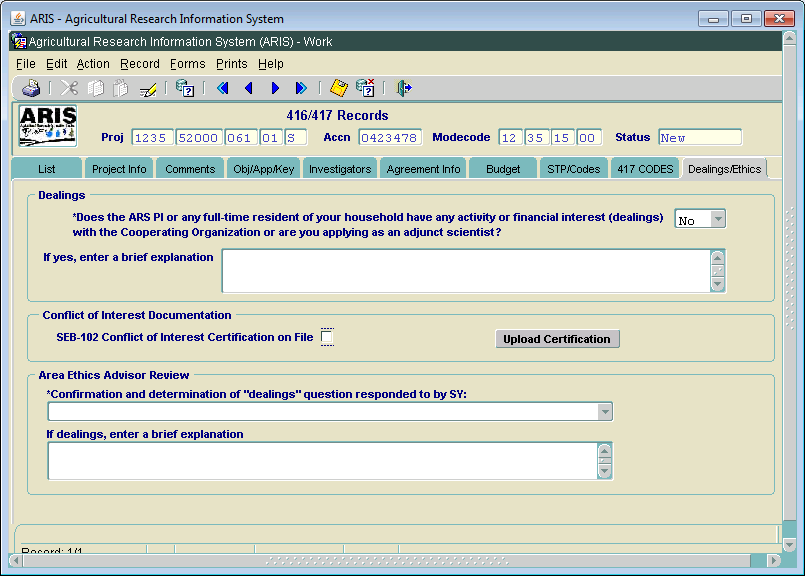 ARIS - Agricultural Research Information System
Agricultural Research Information System (ARIS) - Work
File Edit Action Record Forms Prints Help
ARIS
416/417 Records
Proj 1235 52000 061 01 S Accn 0423478 Modecode 12 35 15 00 Status New
List Project Info Comments Obj/App/Key Investigators Agreement Info Budget STP/Codes 417 CODES Dealings/Ethics
Dealings
*Does the ARS PI or any full-time resident of your household have any activity or financial interest (dealings) No
with the Cooperating Organization or are you applying as an adjunct scientist?
If yes, enter a brief explanation
Conflict of Interest Documentation
SEB-102 Conflict of Interest Certification on File Upload Certification
Area Ethics Advisor Review
*Confirmation and determination of "dealings" question responded to by SY:
If dealings, enter a brief explanation
Record: 1/1